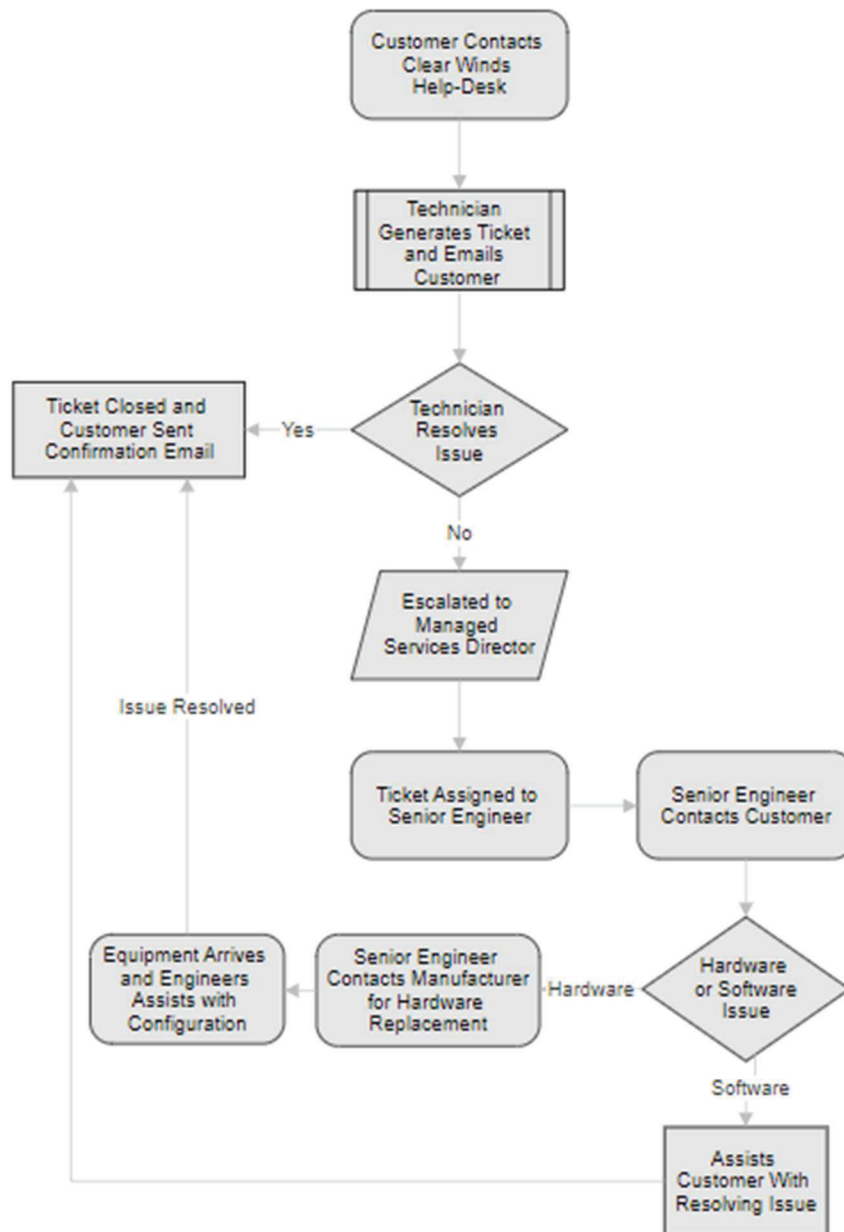 Customer Contacts
Clear Winds
Help-Desk
Technician
Generates Ticket
and Emails
Customer
Ticket Closed and
Customer Sent
Confirmation Email
Yes
Technician
Resolves
Issue
No
Escalated to
Managed
Services Director
Issue Resolved
Ticket Assigned to
Senior Engineer
Senior Engineer
Contacts Customer
Equipment Arrives
and Engineers
Assists with
Configuration
Senior Engineer
Contacts Manufacturer
for Hardware
Replacement
Hardware
Hardware
or Software
Issue
Software
Assists
Customer With
Resolving Issue